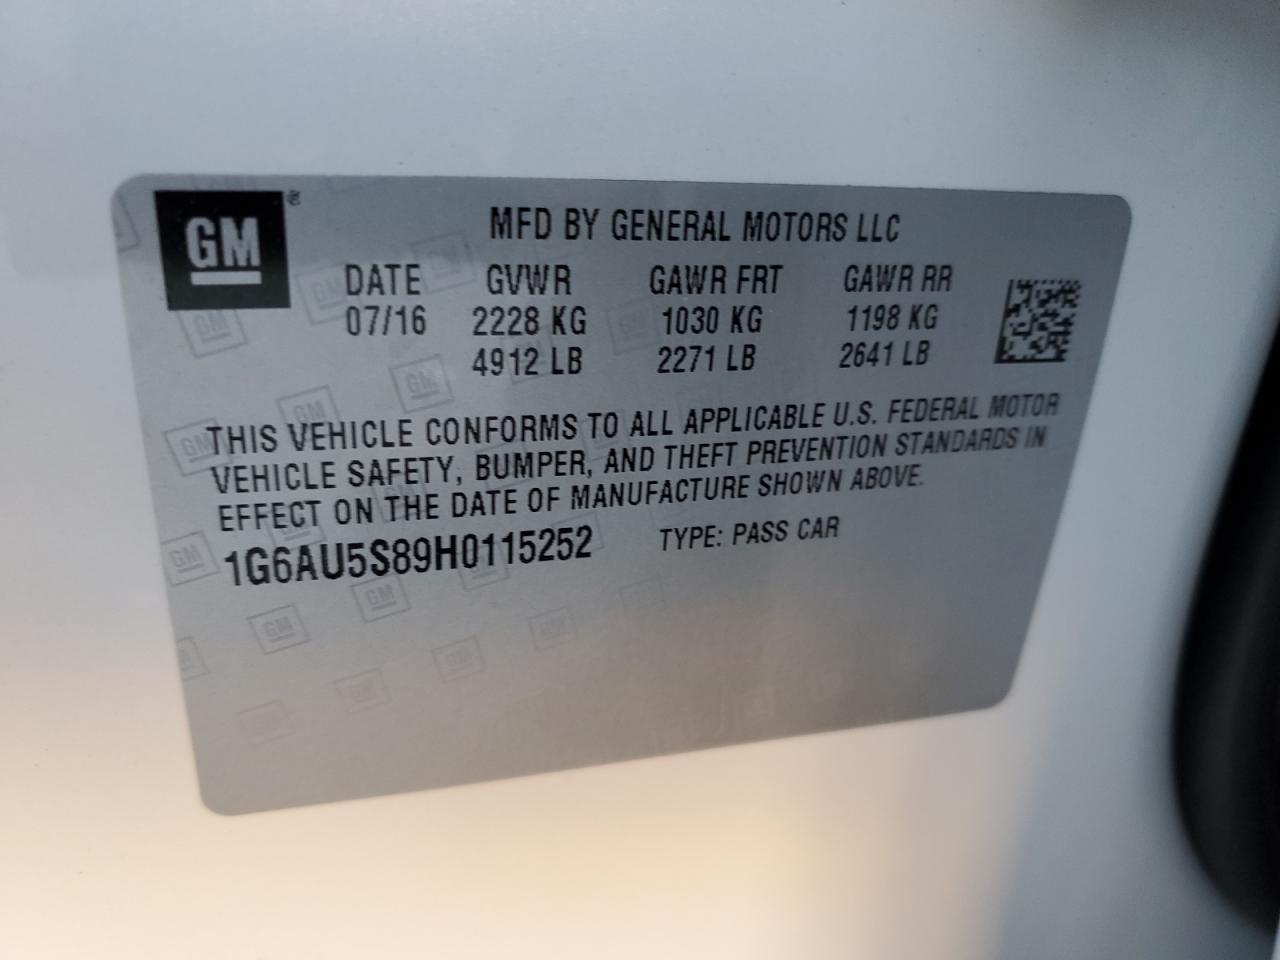 GM ®
MFD BY GENERAL MOTORS LLC
DATE GVWR GAWR FRT GAWR RR
07/16 2228 KG 1030 KG 1198 KG
4912 LB 2271 LB 2641 LB
THIS VEHICLE CONFORMS TO ALL APPLICABLE U.S. FEDERAL MOTOR
VEHICLE SAFETY, BUMPER, AND THEFT PREVENTION STANDARDS IN
EFFECT ON THE DATE OF MANUFACTURE SHOWN ABOVE.
1G6AU5S89H0115252 TYPE: PASS CAR